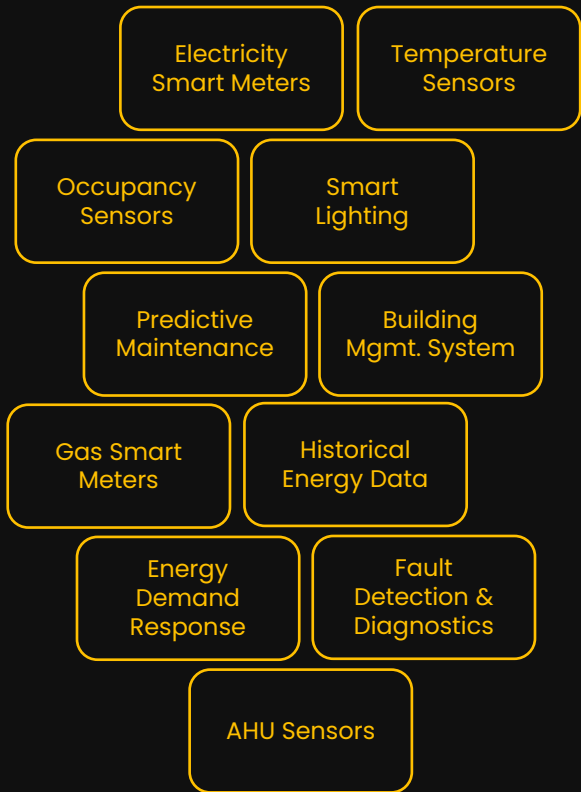 Electricity
Smart Meters
Temperature
Sensors
Occupancy
Sensors
Smart
Lighting
Predictive
Maintenance
Building
Mgmt. System
Gas Smart
Meters
Historical
Energy Data
Energy
Demand
Response
Fault
Detection &
Diagnostics
AHU Sensors